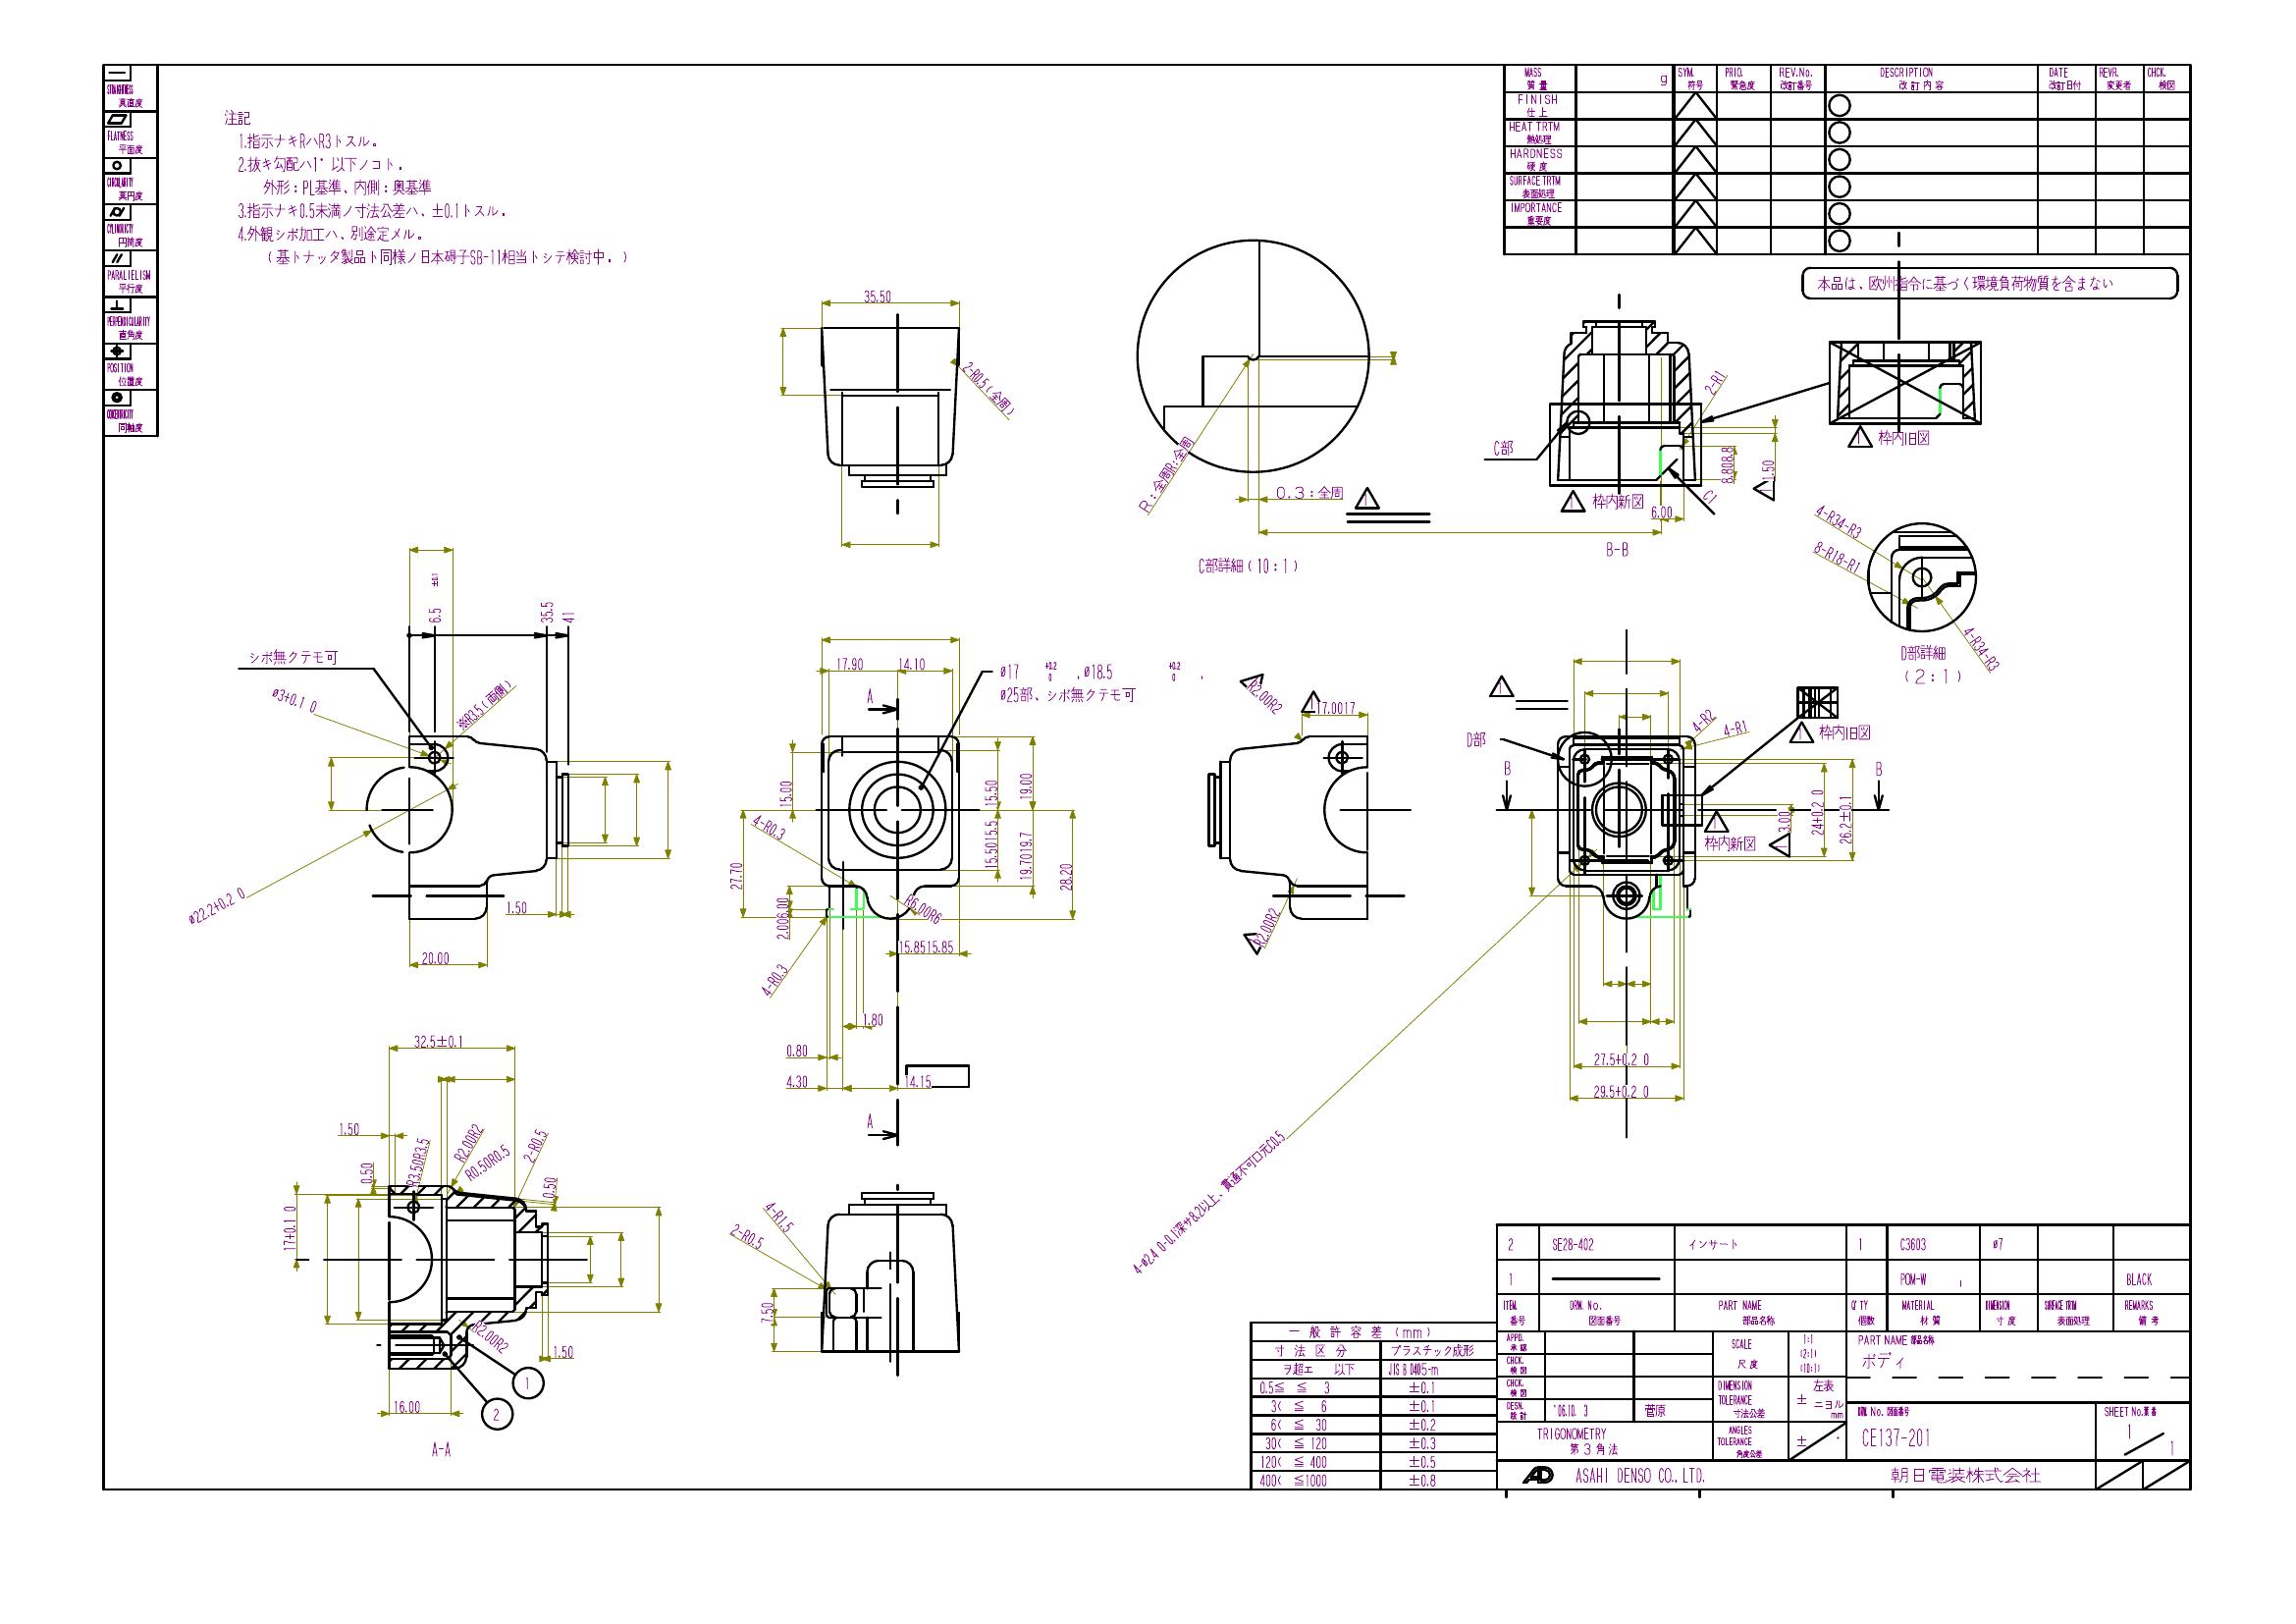 STRAIGHTNESS
真直度
FLATNESS
平面度
CIRCULARITY
真円度
CYLINDRICITY
円筒度
PARALIELISM
平行度
PERPENDICULARITY
直角度
POSITION
位置度
CONCENTRICITY
同軸度
注記
1.指示ナキRハR3トスル。
2.抜キ勾配ハ1°以下ノコト.
外形:PL基準、内側:奥基準
3.指示ナキ0.5未満ノ寸法公差ハ、±0.1トスル.
4.外観シボ加工ハ、別途定メル。
(基トナッタ製品ト同様ノ日本碍子SB-11相当トシテ検討中.)
MASS
質量
g
FINISH
仕上
HEAT TRTM
熱処理
HARDNESS
硬度
SURFACE TRTM
表面処理
IMPORTANCE
重要度
SYM. 符号
PRIO. 緊急度
REV.No. 改訂番号
DESCRIPTION 改訂内容
DATE 改訂日付
REVR. 変更者
CHCK. 検図
本品は、欧州指令に基づく環境負荷物質を含まない
35.50
2-R0.5(全周)
R:全周R:全周
0.3:全周
C部詳細(10:1)
C部
2-R1
8.808.8
1.50
枠内新図
C1
6.00
B-B
枠内旧図
4-R34-R3
8-R18-R1
4-R34-R3
D部詳細
(2:1)
6.5 ±0.1
35.5
41
シボ無クテモ可
ø3+0.1 0
※R3.5(両側)
ø22.2+0.2 0
1.50
20.00
17.90
14.10
A
ø17 +0.2 0 ,ø18.5 +0.2 0 ,
ø25部、シボ無クテモ可
15.00
15.50
19.00
4-R0.3
15.5015.5
19.7019.7
27.70
28.20
2.006.00
R6.00R6
15.8515.85
4-R0.3
1.80
0.80
4.30
14.15
A
R2.00R2
17.0017
R2.00R2
D部
4-R2
4-R1
枠内旧図
B
B
3.00
24+0.2 0
26.2±0.1
枠内新図
27.5+0.2 0
29.5+0.2 0
4-ø2.4 0-0.1深サ8.2以上、貫通不可口元C0.5
32.5±0.1
1.50
0.50
R3.50R3.5
R2.00R2
R0.50R0.5
2-R0.5
0.50
17+0.1 0
R2.00R2
1.50
1
2
16.00
A-A
4-R1.5
2-R0.5
7.50
一般許容差(mm)
寸法区分 プラスチック成形
ヲ超エ 以下 JIS B 0405-m
0.5≦ ≦ 3 ±0.1
3< ≦ 6 ±0.1
6< ≦ 30 ±0.2
30< ≦ 120 ±0.3
120< ≦ 400 ±0.5
400< ≦1000 ±0.8
2 SE28-402 インサート 1 C3603 ø7
1 POM-W BLACK
ITEM. 番号
DRW. No. 図面番号
PART NAME 部品名称
Q'TY 個数
MATERIAL 材質
DIMENSION 寸度
SURFACE TRTM 表面処理
REMARKS 備考
APPD. 承認
CHCK. 検図
CHCK. 検図
DESN. 設計
'06.10. 3
菅原
SCALE 尺度
1:1
(2:1)
(10:1)
PART NAME 部品名称
ボディ
DIMENSION TOLERANCE 寸法公差
± 左表ニヨル mm
TRIGONOMETRY
第3角法
ANGLES TOLERANCE 角度公差
± °
DRW. No. 図面番号
CE137-201
SHEET No.葉番
1/1
ASAHI DENSO CO., LTD.
朝日電装株式会社